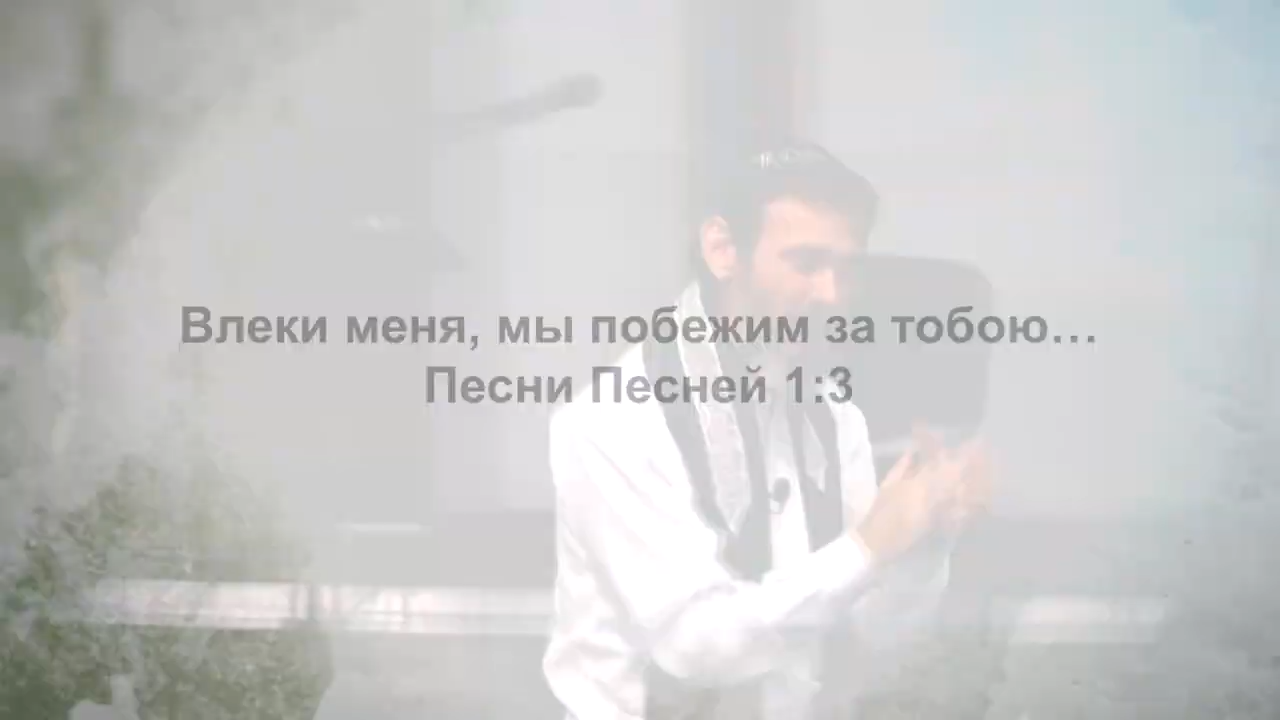 Влеки меня, мы побежим за тобою…
Песни Песней 1:3